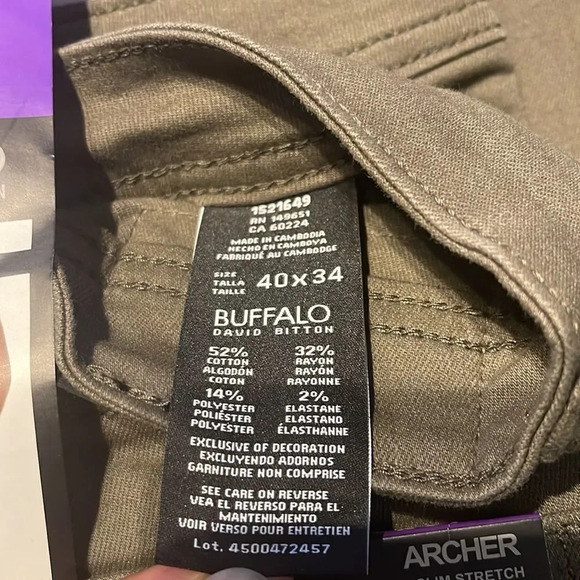 1521649
RN 149651
CA 60224
MADE IN CAMBODIA
HECHO EN CAMBOYA
FABRIQUÉ AU CAMBODGE
SIZE
TALLA
TAILLE
40 x 34
BUFFALO
DAVID BITTON
52% 32%
COTTON RAYON
ALGODÓN RAYÓN
COTON RAYONNE
14% 2%
POLYESTER ELASTANE
POLIÉSTER ELASTANO
POLYESTER ÉLASTHANNE
EXCLUSIVE OF DECORATION
EXCLUYENDO ADORNOS
GARNITURE NON COMPRISE
SEE CARE ON REVERSE
VEA EL REVERSO PARA EL
MANTENIMIENTO
VOIR VERSO POUR ENTRETIEN
Lot. 4500472457
ARCHER
SLIM STRETCH